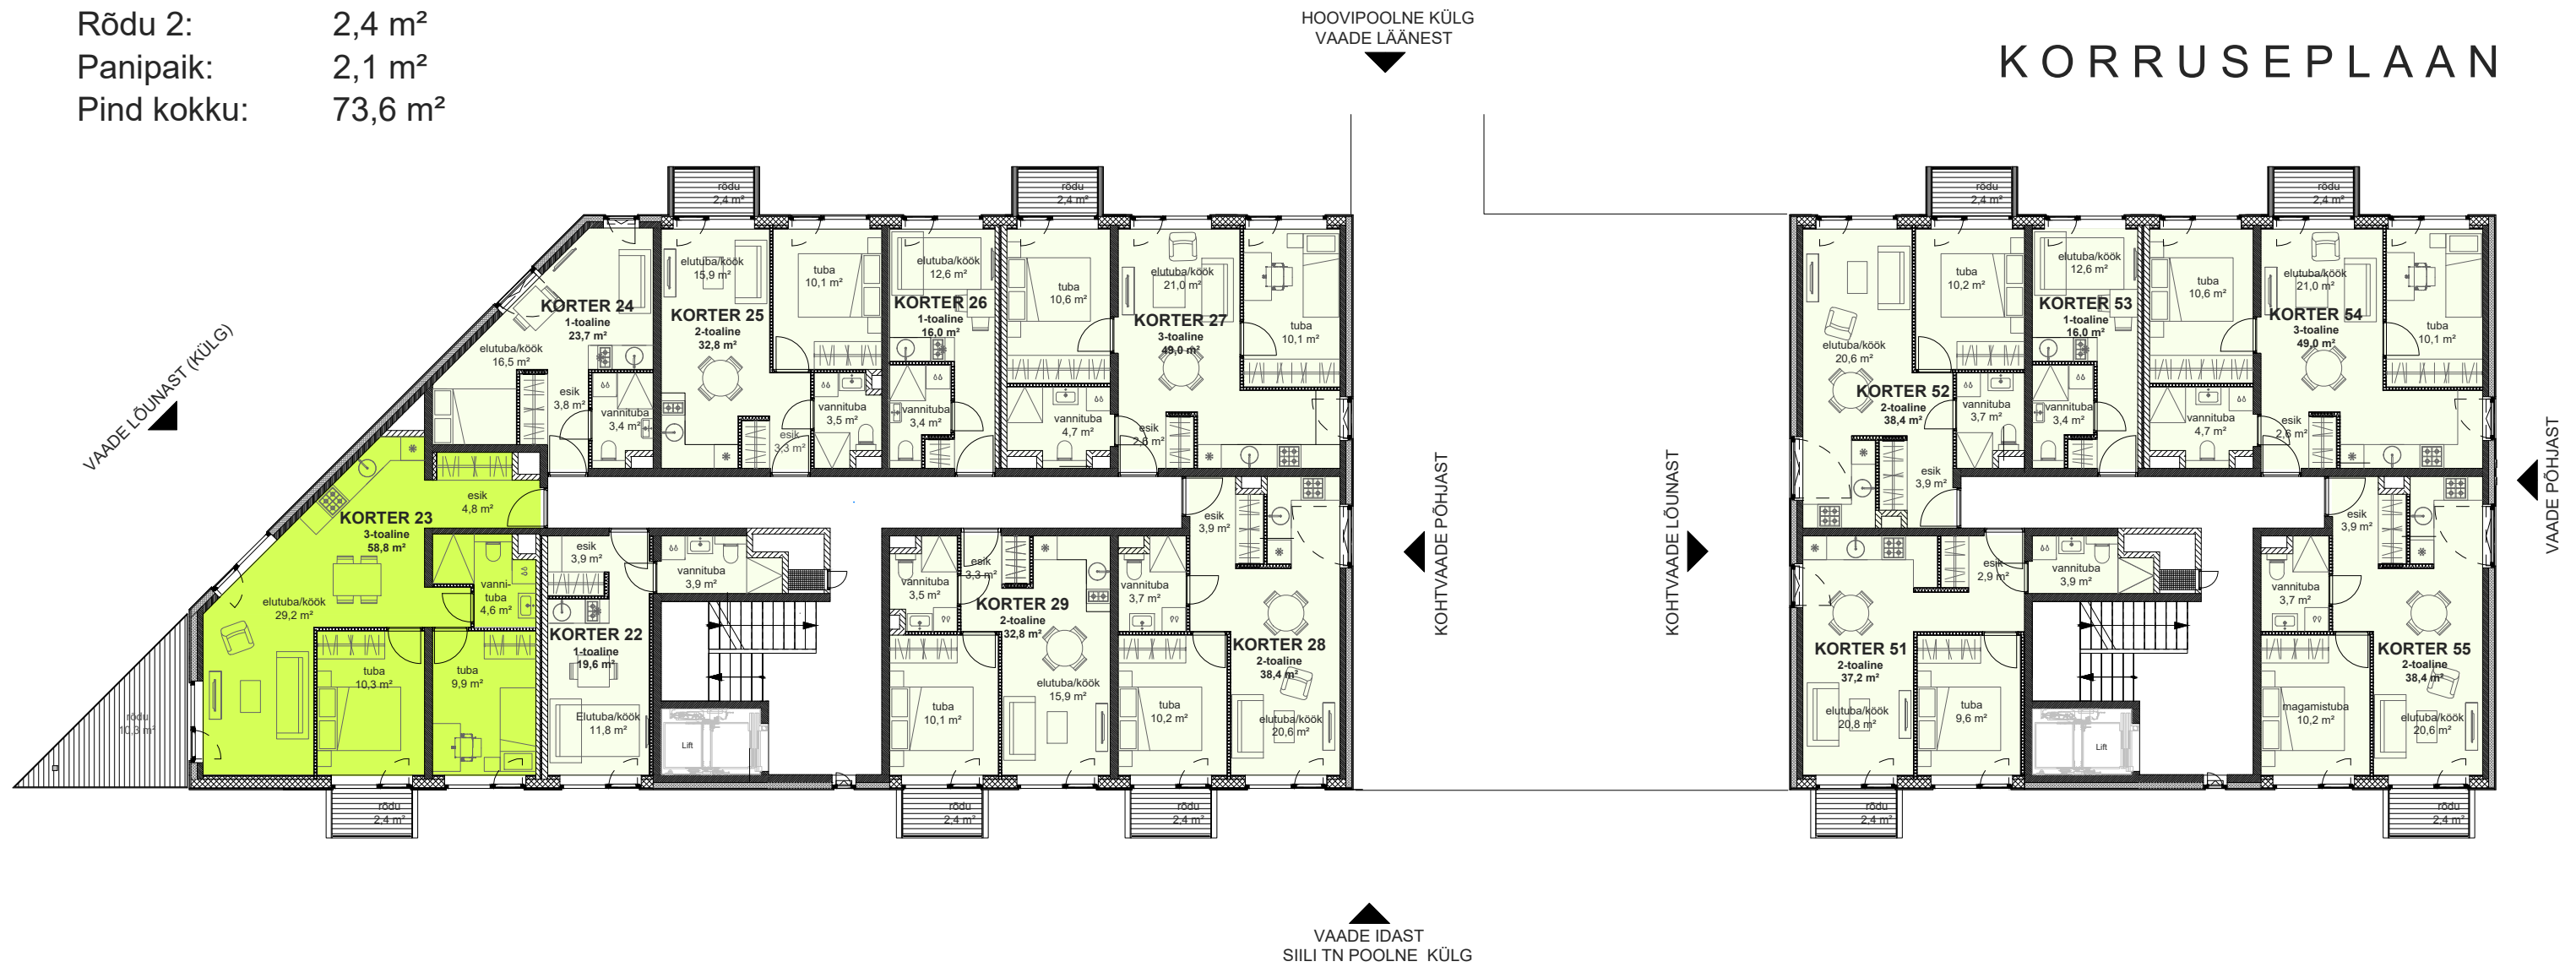 Rõdu 2: 2,4 m²
Panipaik: 2,1 m²
Pind kokku: 73,6 m²
HOOVIPOOLNE KÜLG
VAADE LÄÄNEST
KORRUSEPLAAN
VAADE LÕUNAST (KÜLG)
rõdu
2,4 m²
rõdu
2,4 m²
KORTER 24
1-toaline
23,7 m²
elutuba/köök
16,5 m²
esik
3,8 m²
vannituba
3,4 m²
elutuba/köök
15,9 m²
KORTER 25
2-toaline
32,8 m²
tuba
10,1 m²
vannituba
3,5 m²
esik
3,3 m²
elutuba/köök
12,6 m²
KORTER 26
1-toaline
16,0 m²
vannituba
3,4 m²
tuba
10,6 m²
vannituba
4,7 m²
esik
2,6 m²
elutuba/köök
21,0 m²
KORTER 27
3-toaline
49,0 m²
tuba
10,1 m²
esik
4,8 m²
KORTER 23
3-toaline
58,8 m²
elutuba/köök
29,2 m²
vanni-
tuba
4,6 m²
tuba
10,3 m²
tuba
9,9 m²
rõdu
10,3 m²
rõdu
2,4 m²
esik
3,9 m²
KORTER 22
1-toaline
19,6 m²
Elutuba/köök
11,8 m²
vannituba
3,9 m²
Lift
vannituba
3,5 m²
esik
3,3 m²
KORTER 29
2-toaline
32,8 m²
elutuba/köök
15,9 m²
tuba
10,1 m²
rõdu
2,4 m²
vannituba
3,7 m²
esik
3,9 m²
KORTER 28
2-toaline
38,4 m²
tuba
10,2 m²
elutuba/köök
20,6 m²
rõdu
2,4 m²
KOHTVAADE PÕHJAST
KOHTVAADE LÕUNAST
rõdu
2,4 m²
rõdu
2,4 m²
elutuba/köök
20,6 m²
KORTER 52
2-toaline
38,4 m²
tuba
10,2 m²
vannituba
3,7 m²
esik
3,9 m²
elutuba/köök
12,6 m²
KORTER 53
1-toaline
16,0 m²
vannituba
3,4 m²
tuba
10,6 m²
vannituba
4,7 m²
esik
2,6 m²
elutuba/köök
21,0 m²
KORTER 54
3-toaline
49,0 m²
tuba
10,1 m²
esik
2,9 m²
KORTER 51
2-toaline
37,2 m²
elutuba/köök
20,8 m²
tuba
9,6 m²
rõdu
2,4 m²
vannituba
3,9 m²
Lift
vannituba
3,7 m²
esik
3,9 m²
KORTER 55
2-toaline
38,4 m²
magamistuba
10,2 m²
elutuba/köök
20,6 m²
rõdu
2,4 m²
VAADE PÕHJAST
VAADE IDAST
SIILI TN POOLNE KÜLG